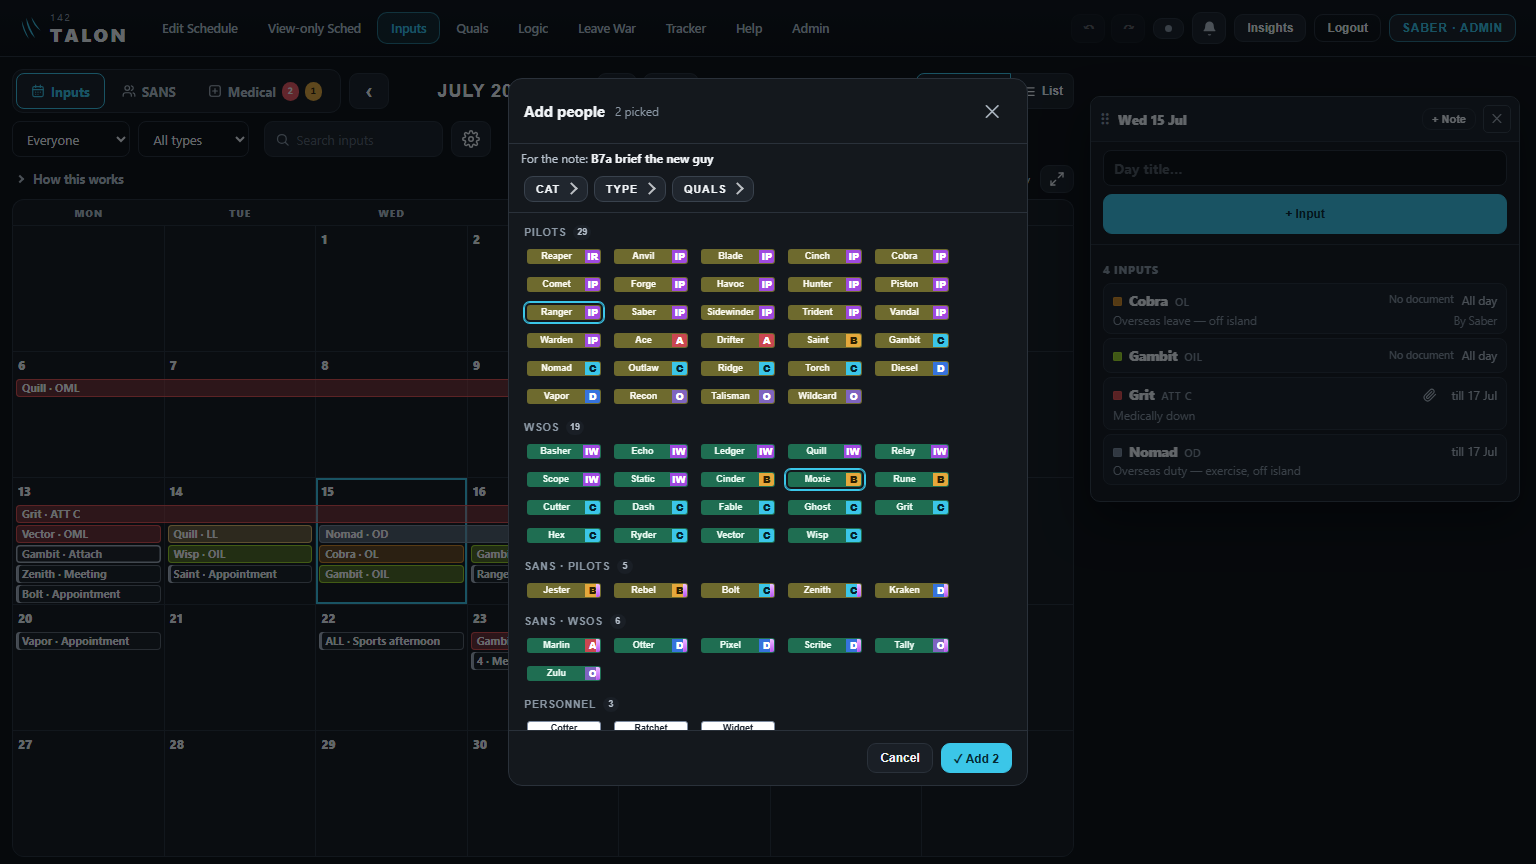 142
TALON
Edit Schedule
View-only Sched
Inputs
Quals
Logic
Leave War
Tracker
Help
Admin
Insights
Logout
SABER · ADMIN
Inputs
SANS
Medical 2 1
JULY 20
List
Everyone
All types
Search inputs
How this works
MON TUE WED
1 2
6 7 8 9
Quill · OML
13 14 15 16
Grit · ATT C
Vector · OML
Quill · LL
Nomad · OD
Gambit · Attach
Wisp · OIL
Cobra · OL
Gamb
Zenith · Meeting
Saint · Appointment
Gambit · OIL
Range
Bolt · Appointment
20 21 22 23
Vapor · Appointment
ALL · Sports afternoon
Gamb
4 · Me
27 28 29 30
Add people 2 picked
For the note: B7a brief the new guy
CAT
TYPE
QUALS
PILOTS 29
Reaper IR Anvil IP Blade IP Cinch IP Cobra IP
Comet IP Forge IP Havoc IP Hunter IP Piston IP
Ranger IP Saber IP Sidewinder IP Trident IP Vandal IP
Warden IP Ace A Drifter A Saint B Gambit C
Nomad C Outlaw C Ridge C Torch C Diesel D
Vapor D Recon O Talisman O Wildcard O
WSOS 19
Basher IW Echo IW Ledger IW Quill IW Relay IW
Scope IW Static IW Cinder B Moxie B Rune B
Cutter C Dash C Fable C Ghost C Grit C
Hex C Ryder C Vector C Wisp C
SANS · PILOTS 5
Jester B Rebel B Bolt C Zenith C Kraken D
SANS · WSOS 6
Marlin A Otter D Pixel D Scribe D Tally O
Zulu O
PERSONNEL 3
Cotter Ratchet Widget
Cancel
✓ Add 2
Wed 15 Jul
+ Note
Day title...
+ Input
4 INPUTS
Cobra OL No document All day
Overseas leave — off island By Saber
Gambit OIL No document All day
Grit ATT C till 17 Jul
Medically down
Nomad OD till 17 Jul
Overseas duty — exercise, off island